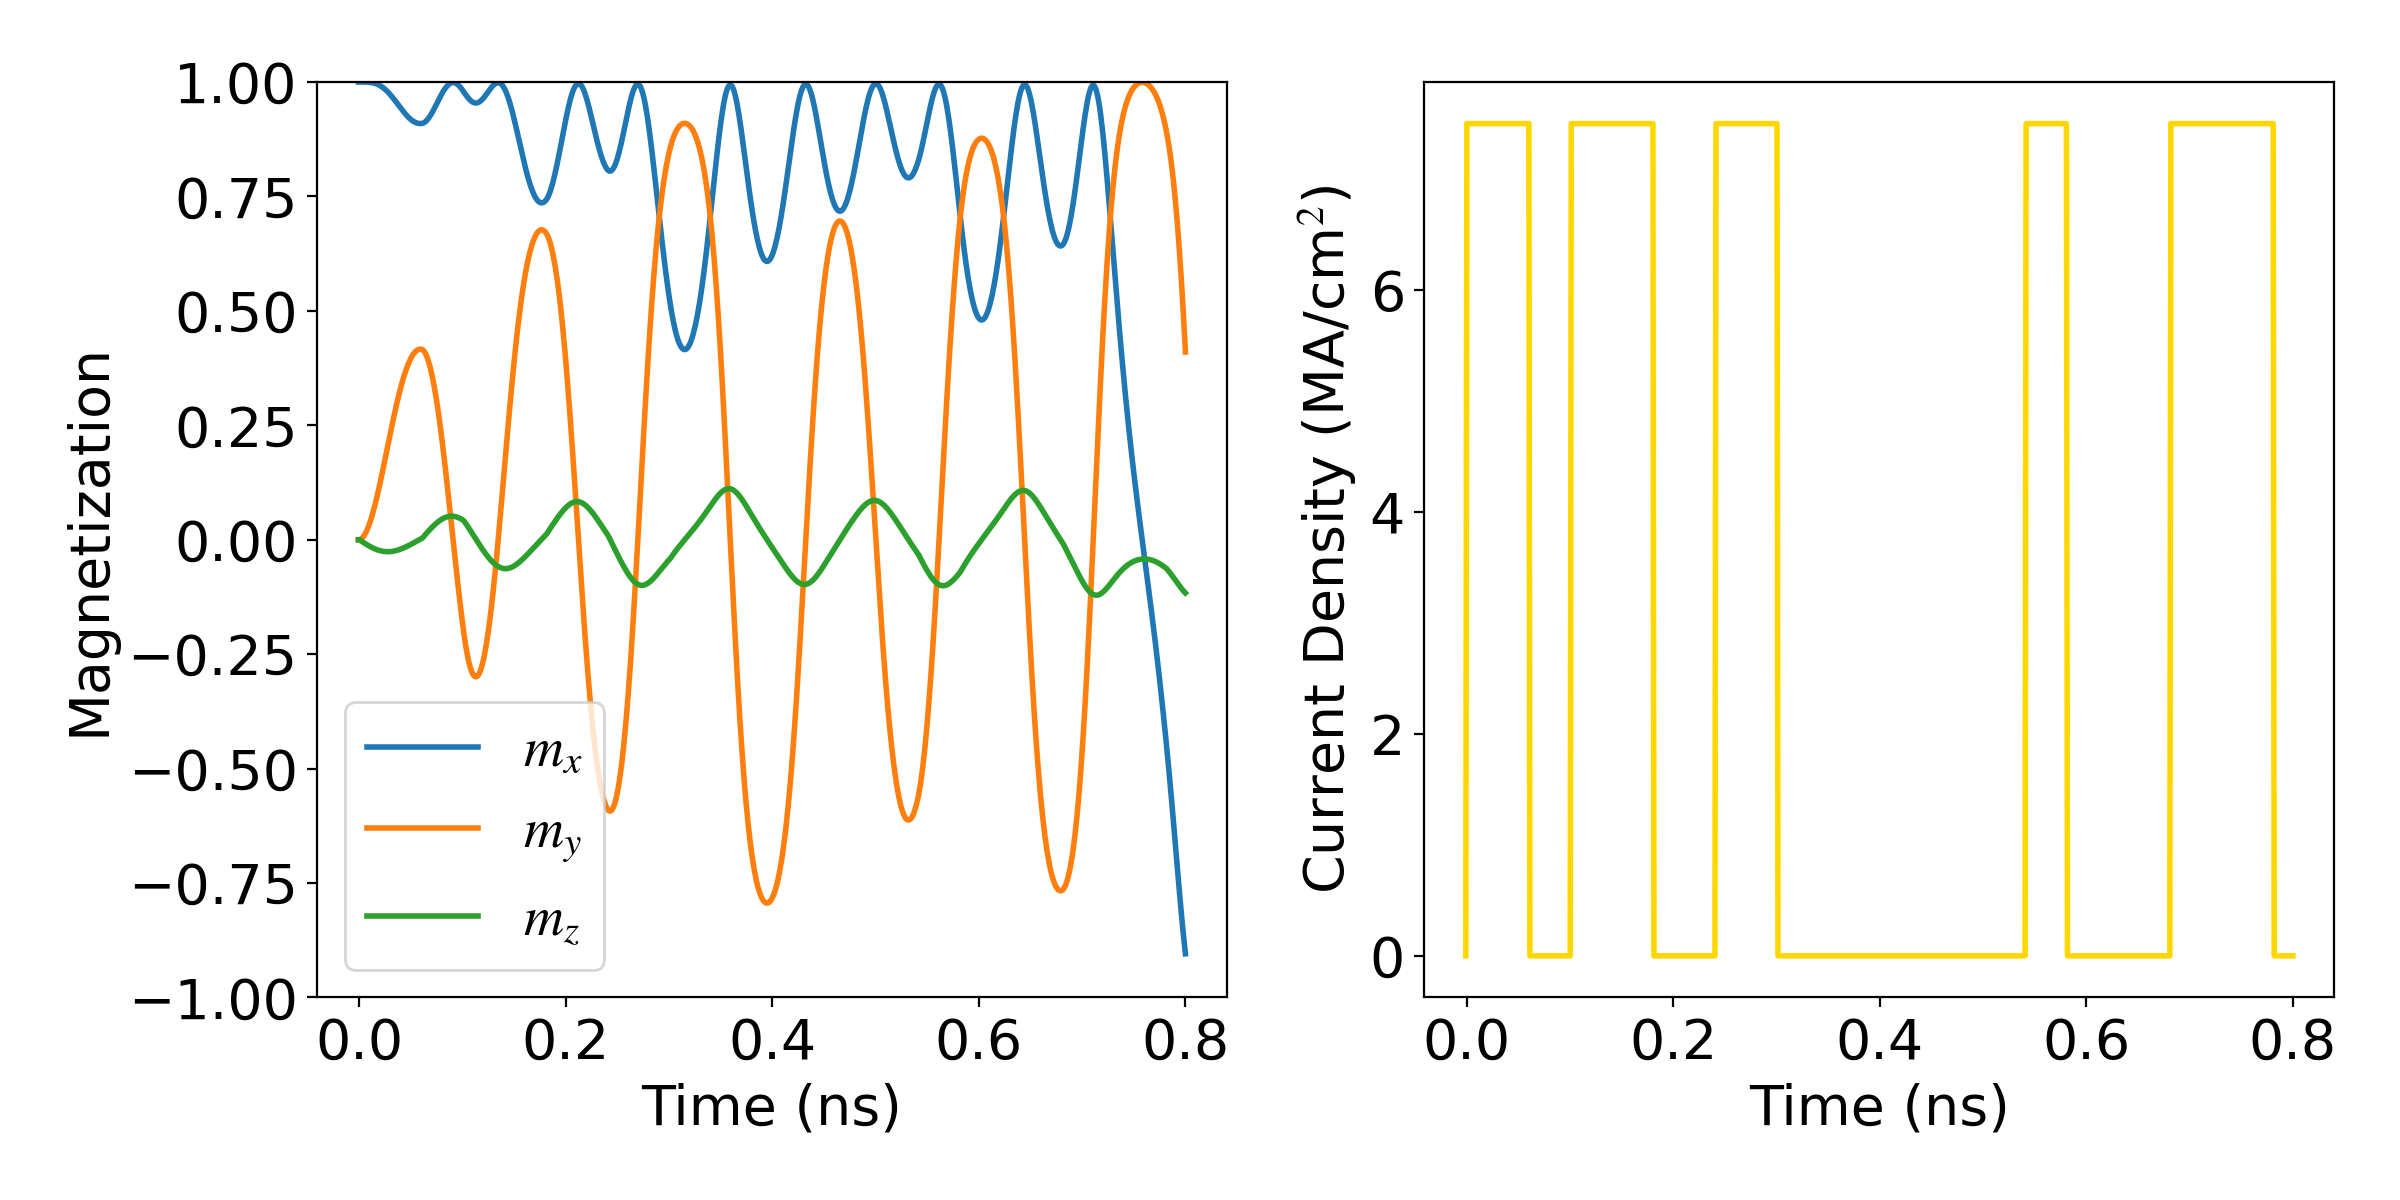 1.00
0.75
0.50
0.25
0.00
−0.25
−0.50
−0.75
−1.00
Magnetization
m_x
m_y
m_z
0.0 0.2 0.4 0.6 0.8
Time (ns)
6
4
2
0
Current Density (MA/cm²)
0.0 0.2 0.4 0.6 0.8
Time (ns)